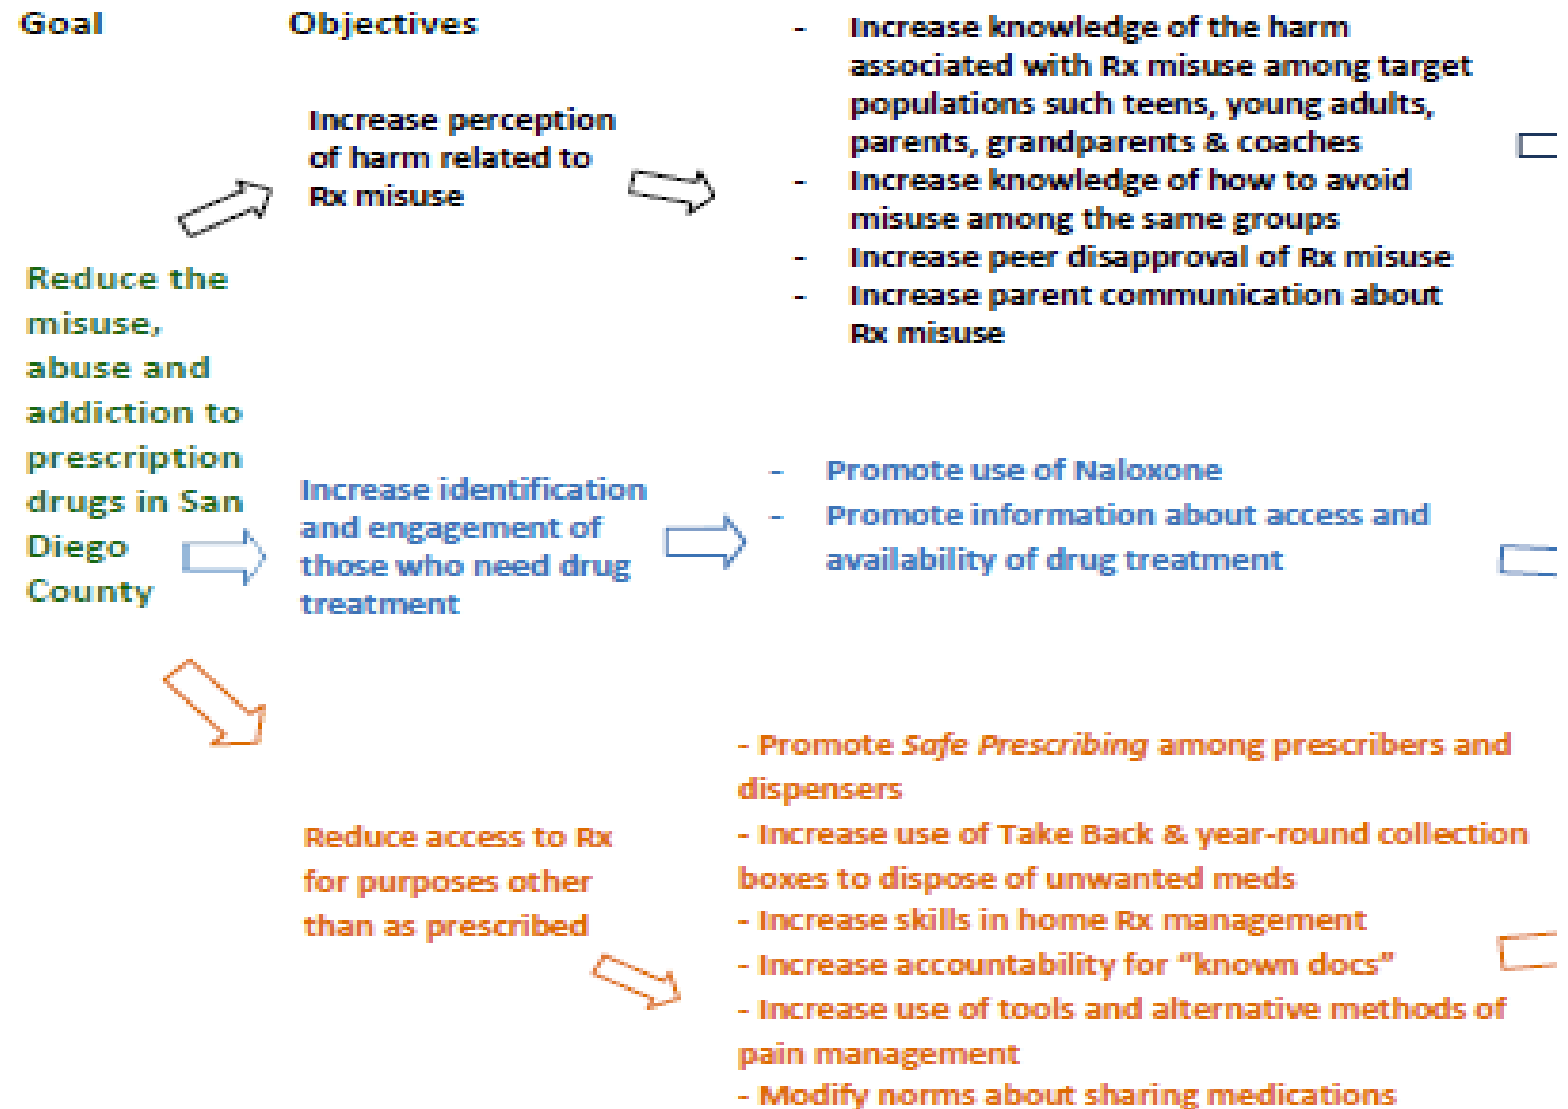 Goal
Objectives
Reduce the
misuse,
abuse and
addiction to
prescription
drugs in San
Diego
County
Increase perception
of harm related to
Rx misuse
- Increase knowledge of the harm
associated with Rx misuse among target
populations such teens, young adults,
parents, grandparents & coaches
- Increase knowledge of how to avoid
misuse among the same groups
- Increase peer disapproval of Rx misuse
- Increase parent communication about
Rx misuse
Increase identification
and engagement of
those who need drug
treatment
- Promote use of Naloxone
- Promote information about access and
availability of drug treatment
Reduce access to Rx
for purposes other
than as prescribed
- Promote Safe Prescribing among prescribers and
dispensers
- Increase use of Take Back & year-round collection
boxes to dispose of unwanted meds
- Increase skills in home Rx management
- Increase accountability for “known docs”
- Increase use of tools and alternative methods of
pain management
- Modify norms about sharing medications